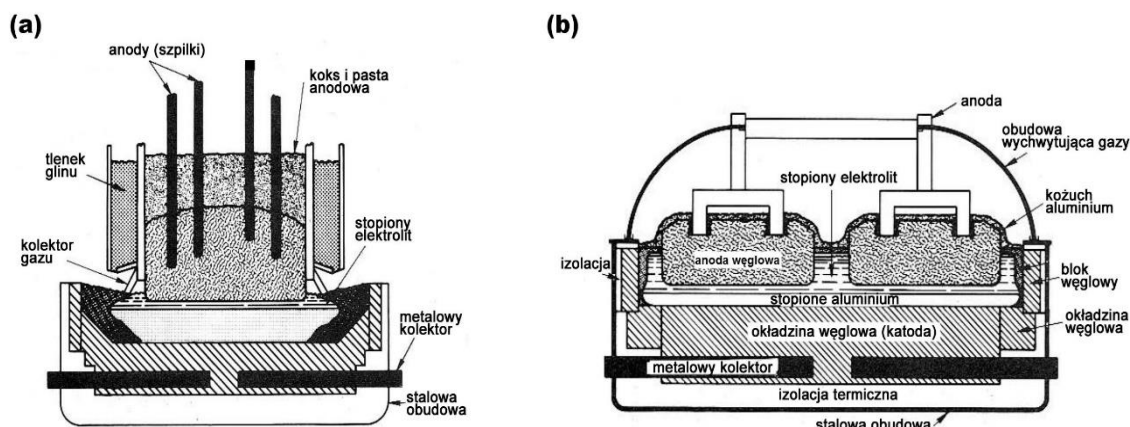 (a)
anody (szpilki)
koks i pasta
anodowa
tlenek
glinu
stopiony
elektrolit
kolektor
gazu
metalowy
kolektor
stalowa
obudowa
(b)
anoda
obudowa
wychwytująca gazy
stopiony elektrolit
kożuch
aluminium
izolacja
anoda węglowa
blok
węglowy
stopione aluminium
okładzina węglowa (katoda)
okładzina
węglowa
metalowy kolektor
izolacja termiczna
stalowa obudowa